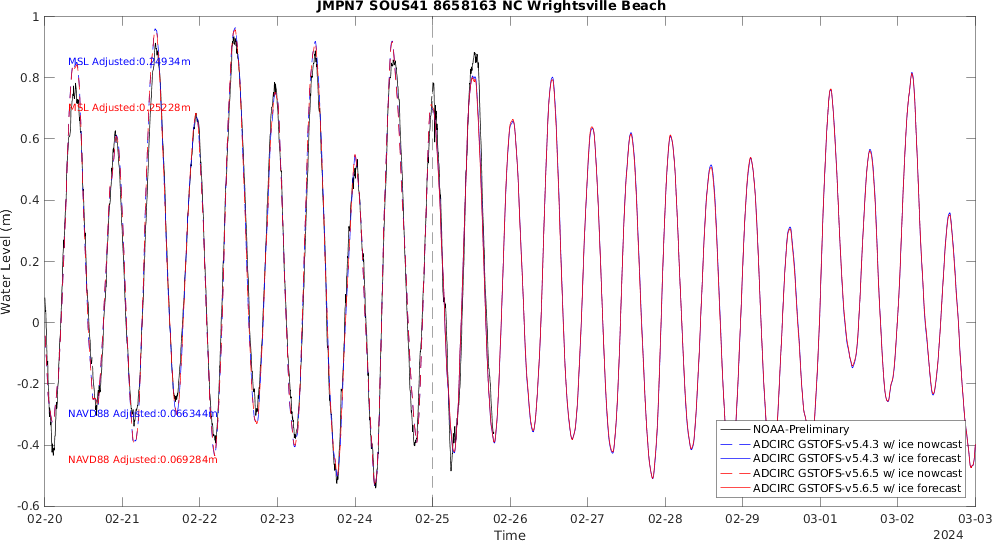 JMPN7 SOUS41 8658163 NC Wrightsville Beach
Water Level (m)
1
0.8
0.6
0.4
0.2
0
-0.2
-0.4
-0.6
MSL Adjusted:0.24934m
MSL Adjusted:0.25228m
NAVD88 Adjusted:0.066344m
NAVD88 Adjusted:0.069284m
NOAA-Preliminary
ADCIRC GSTOFS-v5.4.3 w/ ice nowcast
ADCIRC GSTOFS-v5.4.3 w/ ice forecast
ADCIRC GSTOFS-v5.6.5 w/ ice nowcast
ADCIRC GSTOFS-v5.6.5 w/ ice forecast
02-20 02-21 02-22 02-23 02-24 02-25 02-26 02-27 02-28 02-29 03-01 03-02 03-03
Time
2024